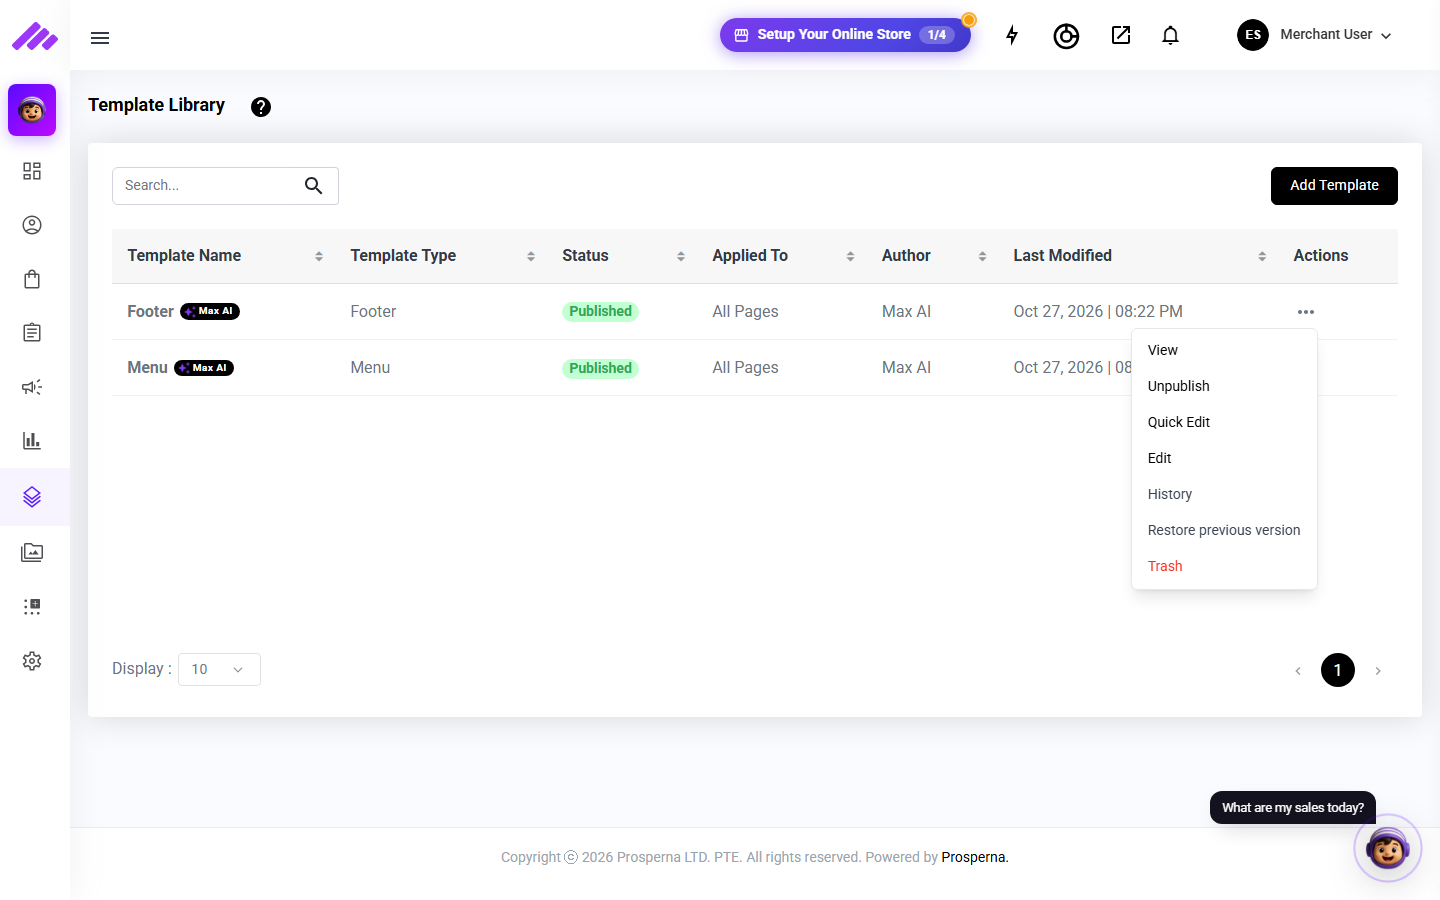 Setup Your Online Store 1/4
ES Merchant User
Template Library ?
Search...
Add Template
Template Name Template Type Status Applied To Author Last Modified Actions
Footer Max AI Footer Published All Pages Max AI Oct 27, 2026 | 08:22 PM
Menu Max AI Menu Published All Pages Max AI Oct 27, 2026 | 08
View
Unpublish
Quick Edit
Edit
History
Restore previous version
Trash
Display : 10
1
What are my sales today?
Copyright © 2026 Prosperna LTD. PTE. All rights reserved. Powered by Prosperna.